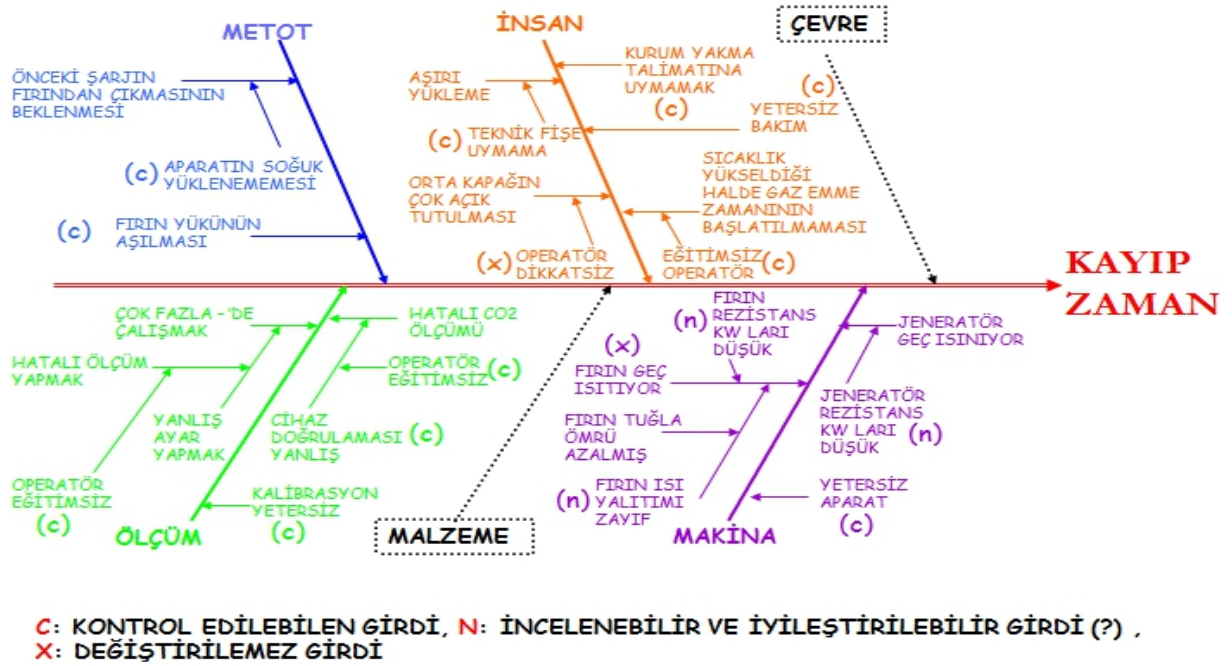 METOT
İNSAN
ÇEVRE
ÖNCEKİ ŞARJIN
FIRINDAN ÇIKMASININ
BEKLENMESİ
(c) APARATIN SOĞUK
YÜKLENEMEMESİ
(c) FIRIN YÜKÜNÜN
AŞILMASI
AŞIRI
YÜKLEME
KURUM YAKMA
TALİMATINA
UYMAMAK
(c)
(c)
YETERSİZ
BAKIM
(c) TEKNİK FİŞE
UYMAMA
ORTA KAPAĞIN
ÇOK AÇIK
TUTULMASI
SICAKLIK
YÜKSELDİĞİ
HALDE GAZ EMME
ZAMANININ
BAŞLATILMAMASI
(x) OPERATÖR
DİKKATSİZ
EĞİTİMSİZ
OPERATÖR (c)
KAYIP
ZAMAN
ÇOK FAZLA -'DE
ÇALIŞMAK
HATALI CO2
ÖLÇÜMÜ
HATALI ÖLÇÜM
YAPMAK
OPERATÖR
EĞİTİMSİZ (c)
YANLIŞ
AYAR
YAPMAK
CİHAZ
DOĞRULAMASI (c)
YANLIŞ
OPERATÖR
EĞİTİMSİZ
(c)
KALİBRASYON
YETERSİZ
(c)
ÖLÇÜM
MALZEME
FIRIN
(n) REZİSTANS
KW LARI
DÜŞÜK
JENERATÖR
GEÇ ISINIYOR
(x)
FIRIN GEÇ
ISITIYOR
FIRIN TUĞLA
ÖMRÜ
AZALMIŞ
JENERATÖR
REZİSTANS
KW LARI (n)
DÜŞÜK
FIRIN ISI
(n) YALITIMI
ZAYIF
YETERSİZ
APARAT
(c)
MAKİNA
C: KONTROL EDİLEBİLEN GİRDİ, N: İNCELENEBİLİR VE İYİLEŞTİRİLEBİLİR GİRDİ (?) ,
X: DEĞİŞTİRİLEMEZ GİRDİ